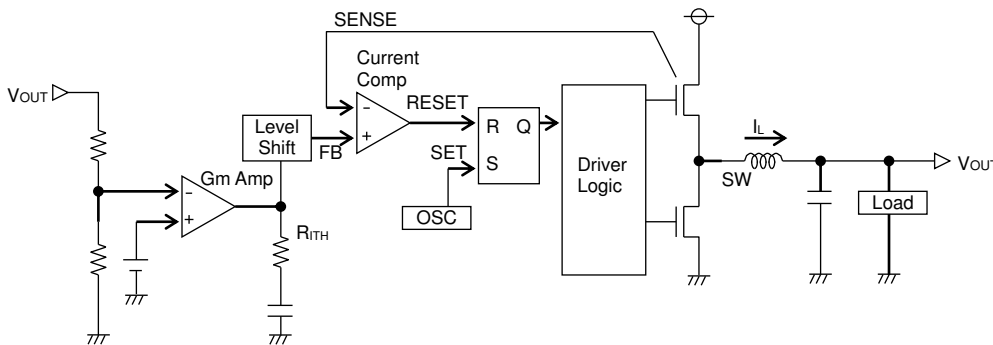 SENSE
Current
Comp
VOUT
-
+
RESET
Level
Shift
FB
R Q
S
SET
OSC
Gm Amp
-
+
RITH
Driver
Logic
IL
SW
VOUT
Load